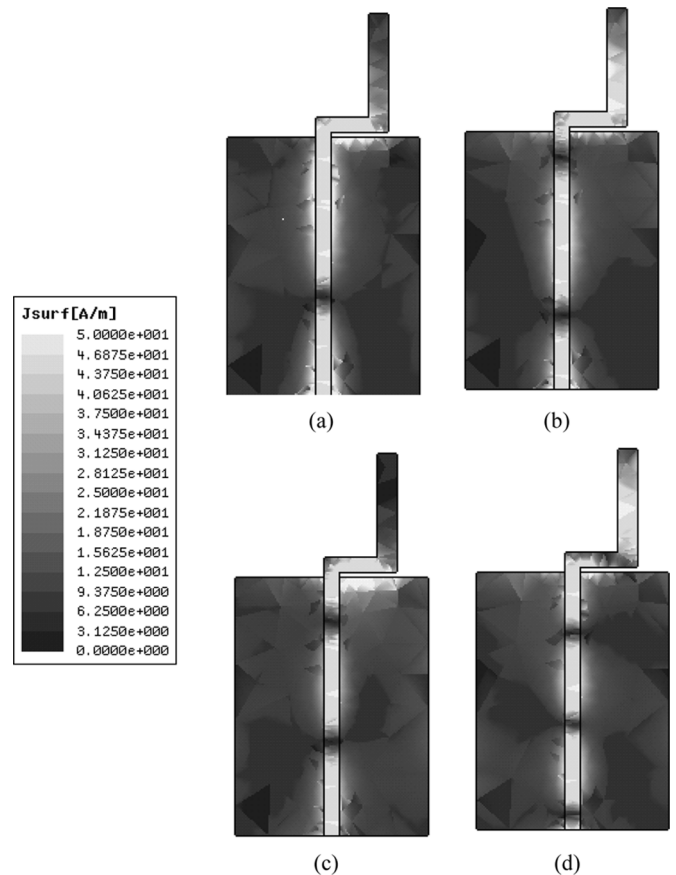 Jsurf[A/m]
5.0000e+001
4.6875e+001
4.3750e+001
4.0625e+001
3.7500e+001
3.4375e+001
3.1250e+001
2.8125e+001
2.5000e+001
2.1875e+001
1.8750e+001
1.5625e+001
1.2500e+001
9.3750e+000
6.2500e+000
3.1250e+000
0.0000e+000
(a)
(b)
(c)
(d)